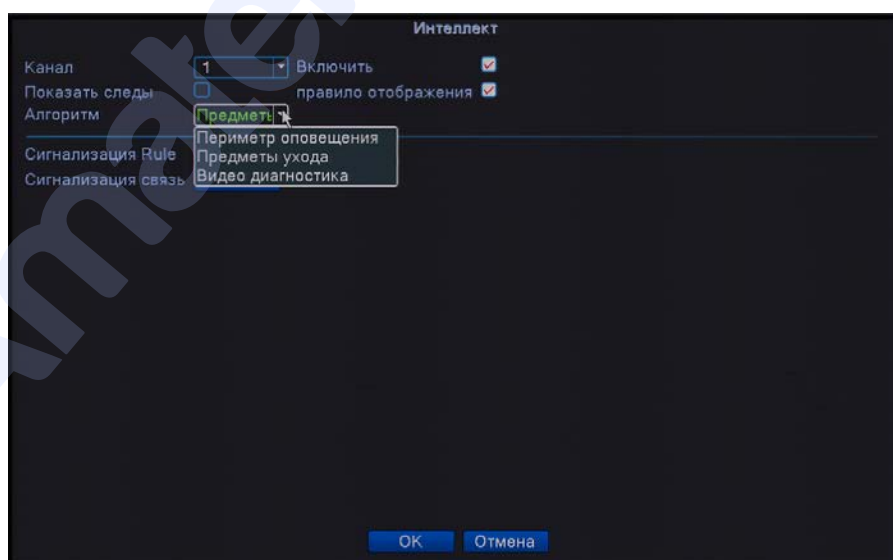 Интеллект
Канал 1 Включить
Показать следы правило отображения
Алгоритм Предметь
Периметр оповещения
Сигнализация Rule Предметы ухода
Сигнализация связь Видео диагностика
OK Отмена